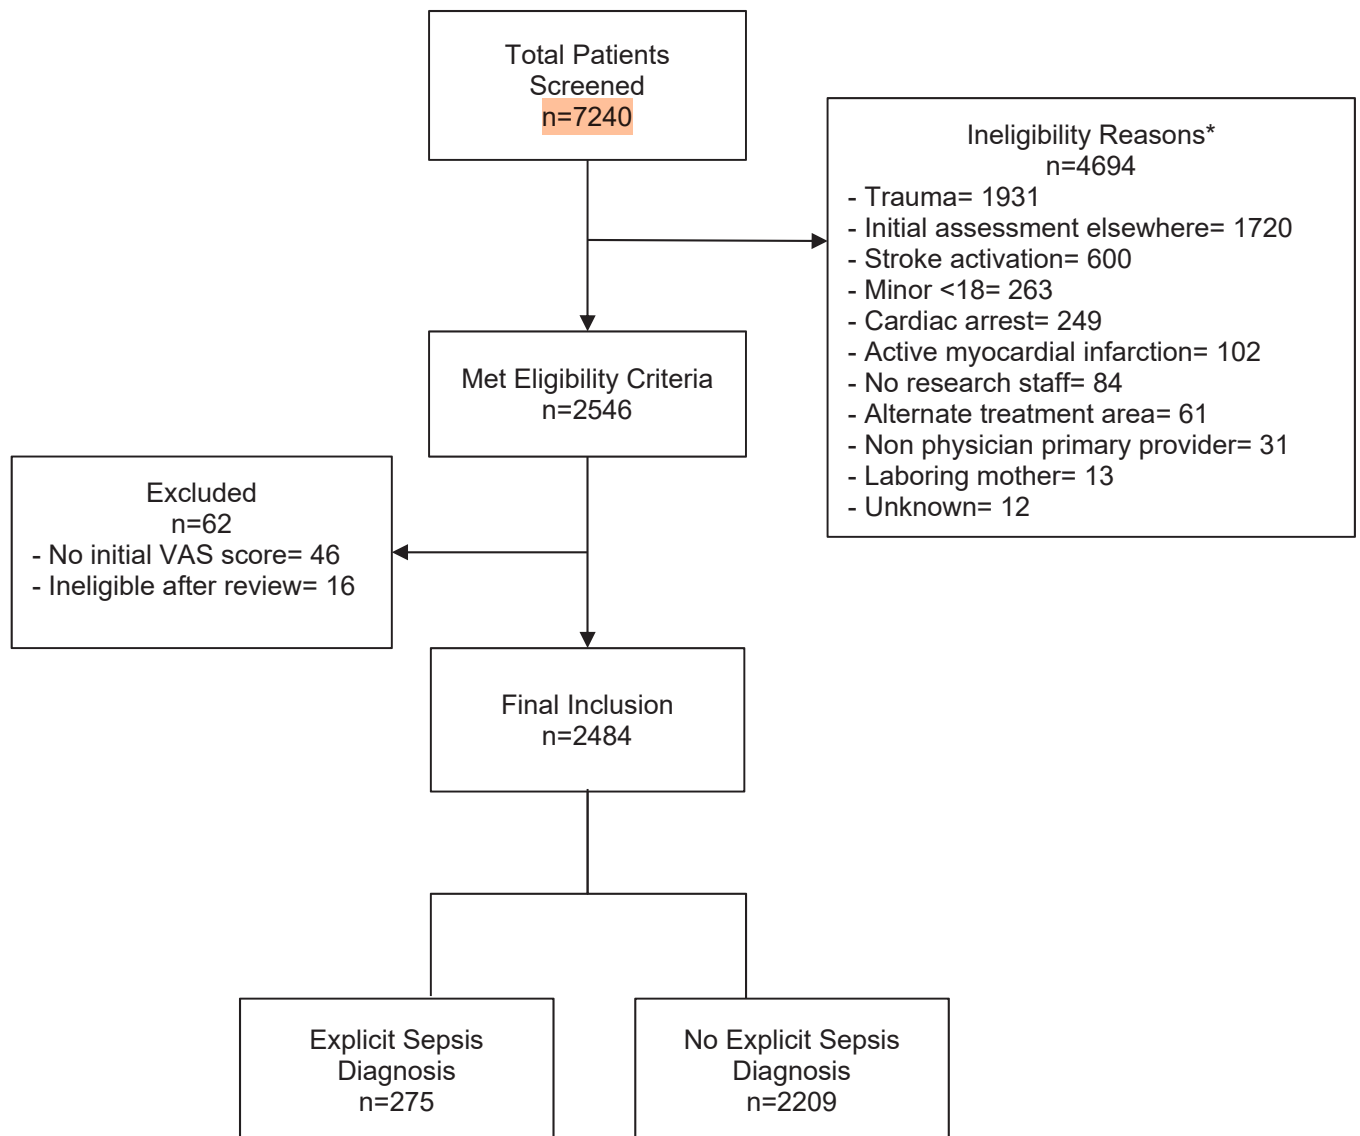 Total Patients
Screened
n=7240
Ineligibility Reasons*
n=4694
- Trauma= 1931
- Initial assessment elsewhere= 1720
- Stroke activation= 600
- Minor <18= 263
- Cardiac arrest= 249
- Active myocardial infarction= 102
- No research staff= 84
- Alternate treatment area= 61
- Non physician primary provider= 31
- Laboring mother= 13
- Unknown= 12
Met Eligibility Criteria
n=2546
Excluded
n=62
- No initial VAS score= 46
- Ineligible after review= 16
Final Inclusion
n=2484
Explicit Sepsis
Diagnosis
n=275
No Explicit Sepsis
Diagnosis
n=2209